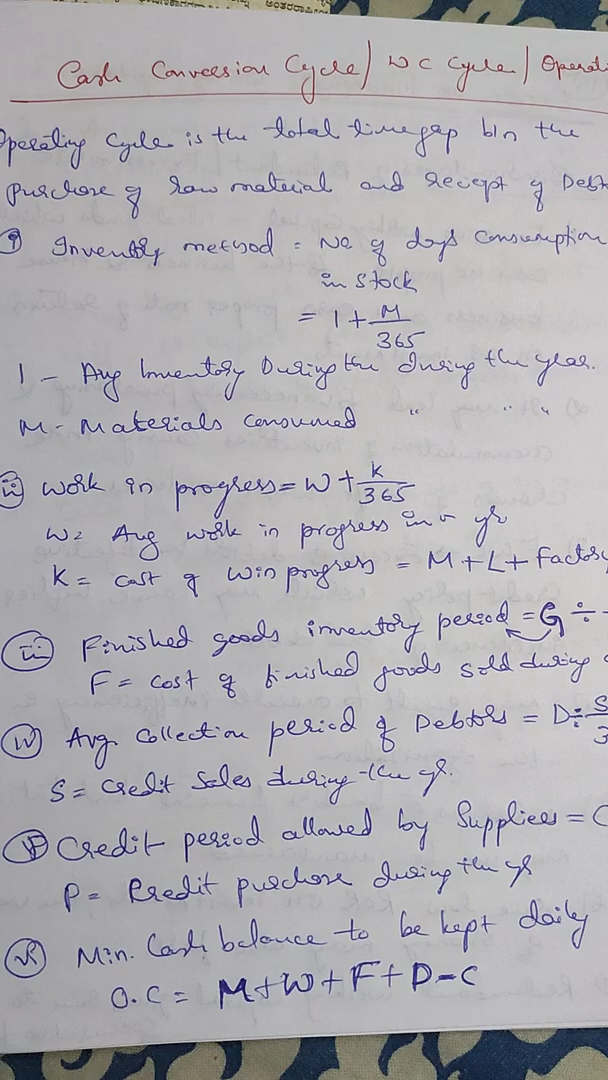 Cash Conversion Cycle / WC Cycle / Operati
Operating Cycle is the total time gap b/n the
purchase of raw material and receipt of Debt
i) Inventory method = No of days consumption
in stock
= 1 + M/365
I - Avg Inventory During the during the year.
M - Materials consumed " " "
ii) Work in progress = W + K/365
W = Avg work in progress in yr
K = cost of W in progress = M + L + Factory
iii) Finished goods inventory period = G ÷
F = cost of finished goods sold during
iv) Avg. Collection period of Debtors = D ÷ S/3
S = Credit Sales during the yr.
v) Credit period allowed by Suppliers = C
P = Credit purchase during the yr
vi) Min. Cash balance to be kept daily
O.C = M + W + F + D - C